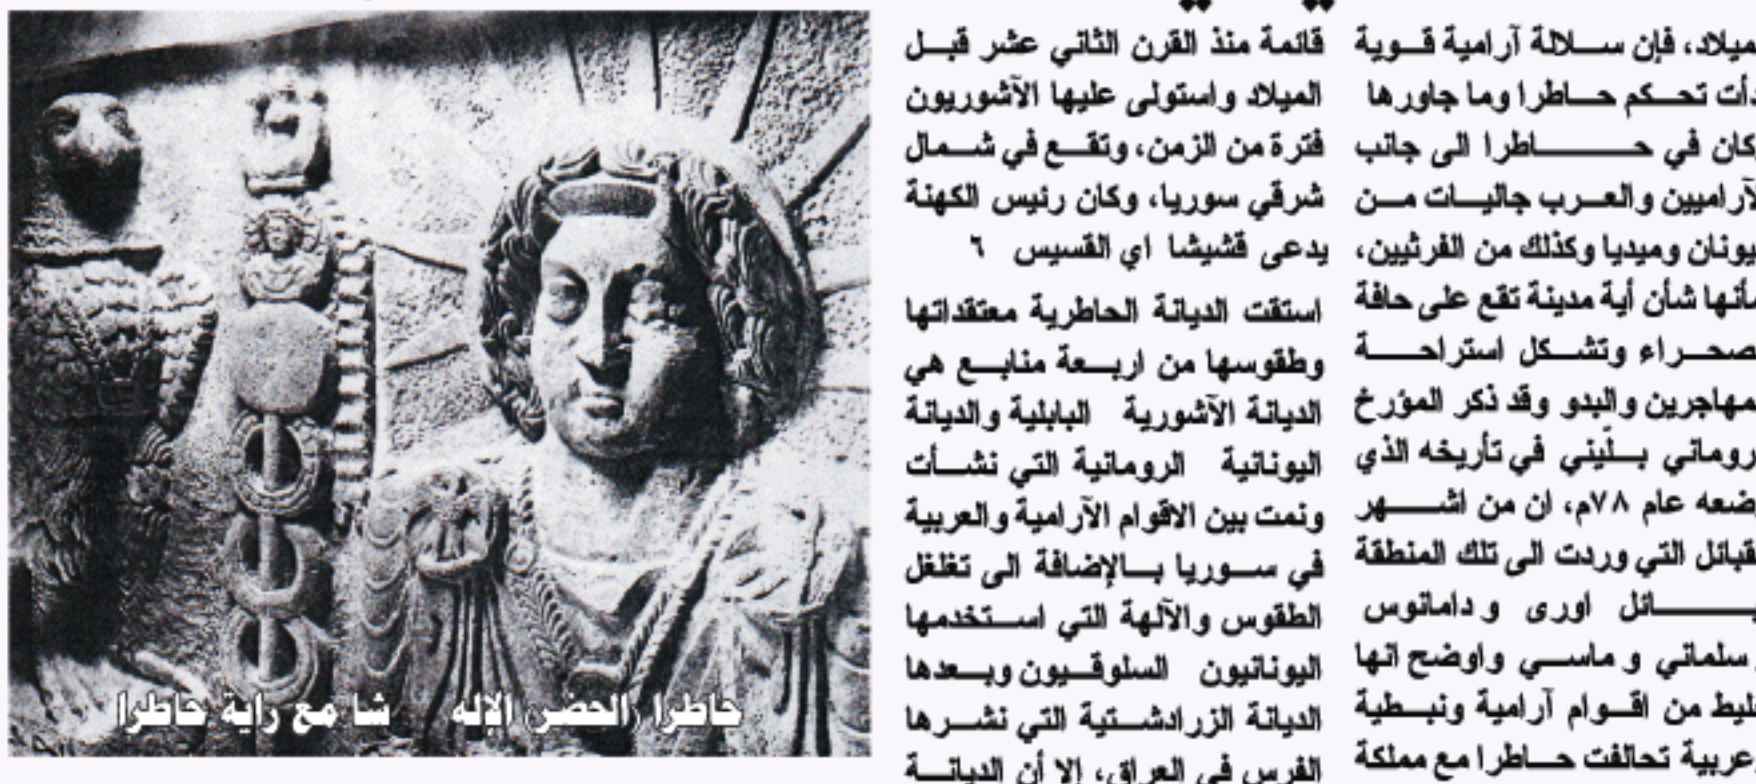 ميلاد، فإن سلالة آرامية قوية
دأت تحكم حاطرا وما جاورها
كان في حاطرا الى جانب
لآراميين والعرب جاليات من
يونان وميديا وكذلك من الفرثيين،
أنها شأن أية مدينة تقع على حافة
صحراء وتشكل استراحة
مهاجرين والبدو وقد ذكر المؤرخ
روماني بلّيني في تأريخه الذي
ضعه عام ٧٨م، ان من اشهر
قبائل التي وردت الى تلك المنطقة
ائل اورى و دامانوس
سلماني و ماسي واوضح انها
ليط من اقوام آرامية ونبطية
عربية تحالفت حاطرا مع مملكة
قائمة منذ القرن الثاني عشر قبل
الميلاد واستولى عليها الآشوريون
فترة من الزمن، وتقع في شمال
شرقي سوريا، وكان رئيس الكهنة
يدعى قشيشا اي القسيس ٦
استقت الديانة الحاطرية معتقداتها
وطقوسها من اربعة منابع هي
الديانة الآشورية البابلية والديانة
اليونانية الرومانية التي نشأت
ونمت بين الاقوام الآرامية والعربية
في سوريا بالإضافة الى تغلغل
الطقوس والآلهة التي استخدمها
اليونانيون السلوقيون وبعدها
الديانة الزرادشتية التي نشرها
الفرس في العراق، إلا أن الديانة
حاطرا (الحضر) الإله شا مع راية حاطرا